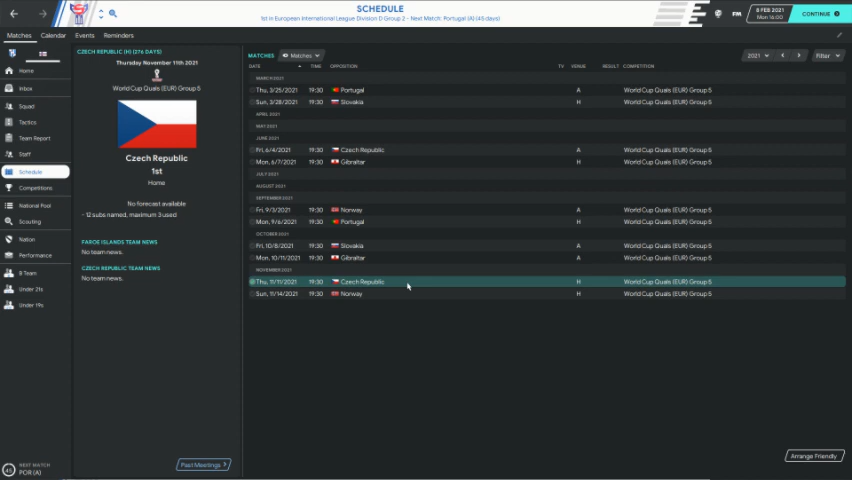 SCHEDULE
1st in European International League Division D Group 2 - Next Match: Portugal (A) (45 days)
FM
8 FEB 2021
Mon 16:00
CONTINUE
Matches
Calendar
Events
Reminders
Home
Inbox
Squad
Tactics
Team Report
Staff
Schedule
Competitions
National Pool
Scouting
Nation
Performance
B Team
Under 21s
Under 19s
45
NEXT MATCH
POR (A)
CZECH REPUBLIC (H) (276 DAYS)
Thursday November 11th 2021
World Cup Quals (EUR) Group 5
Czech Republic
1st
Home
No forecast available
- 12 subs named, maximum 3 used
FAROE ISLANDS TEAM NEWS
No team news.
CZECH REPUBLIC TEAM NEWS
No team news.
Past Meetings >
MATCHES
Matches
2021
Filter
DATE TIME OPPOSITION TV VENUE RESULT COMPETITION
MARCH 2021
Thu, 3/25/2021 19:30 Portugal A World Cup Quals (EUR) Group 5
Sun, 3/28/2021 19:30 Slovakia H World Cup Quals (EUR) Group 5
APRIL 2021
MAY 2021
JUNE 2021
Fri, 6/4/2021 19:30 Czech Republic A World Cup Quals (EUR) Group 5
Mon, 6/7/2021 19:30 Gibraltar H World Cup Quals (EUR) Group 5
JULY 2021
AUGUST 2021
SEPTEMBER 2021
Fri, 9/3/2021 19:30 Norway A World Cup Quals (EUR) Group 5
Mon, 9/6/2021 19:30 Portugal H World Cup Quals (EUR) Group 5
OCTOBER 2021
Fri, 10/8/2021 19:30 Slovakia A World Cup Quals (EUR) Group 5
Mon, 10/11/2021 19:30 Gibraltar A World Cup Quals (EUR) Group 5
NOVEMBER 2021
Thu, 11/11/2021 19:30 Czech Republic H World Cup Quals (EUR) Group 5
Sun, 11/14/2021 19:30 Norway H World Cup Quals (EUR) Group 5
Arrange Friendly